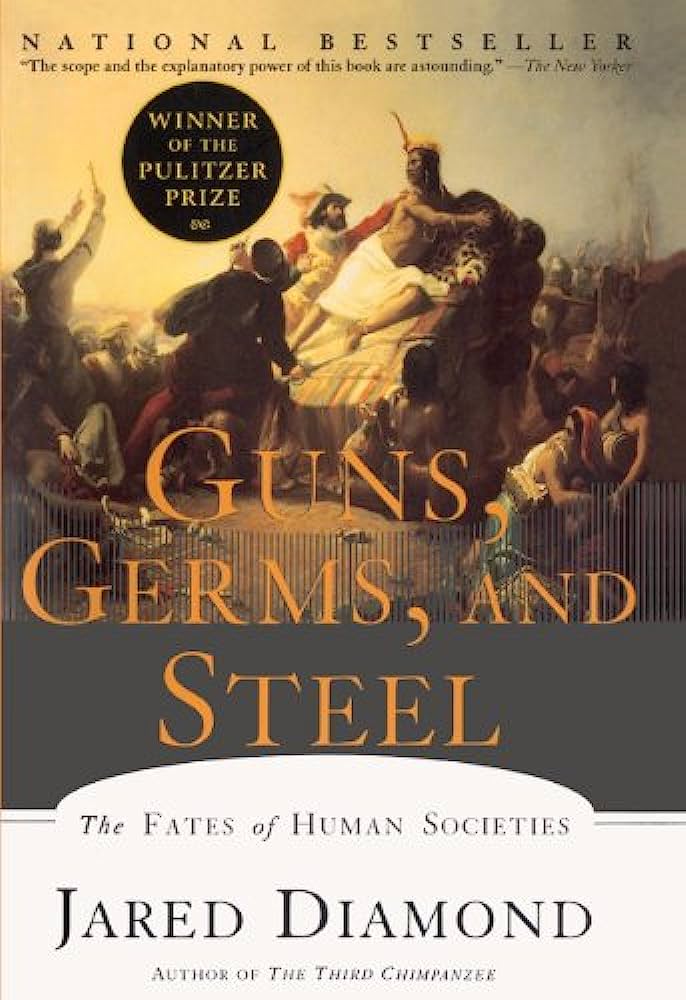 NATIONAL BESTSELLER
“The scope and the explanatory power of this book are astounding.” —The New Yorker
WINNER
OF THE
PULITZER
PRIZE
GUNS,
GERMS, AND
STEEL
The FATES of HUMAN SOCIETIES
JARED DIAMOND
AUTHOR OF THE THIRD CHIMPANZEE